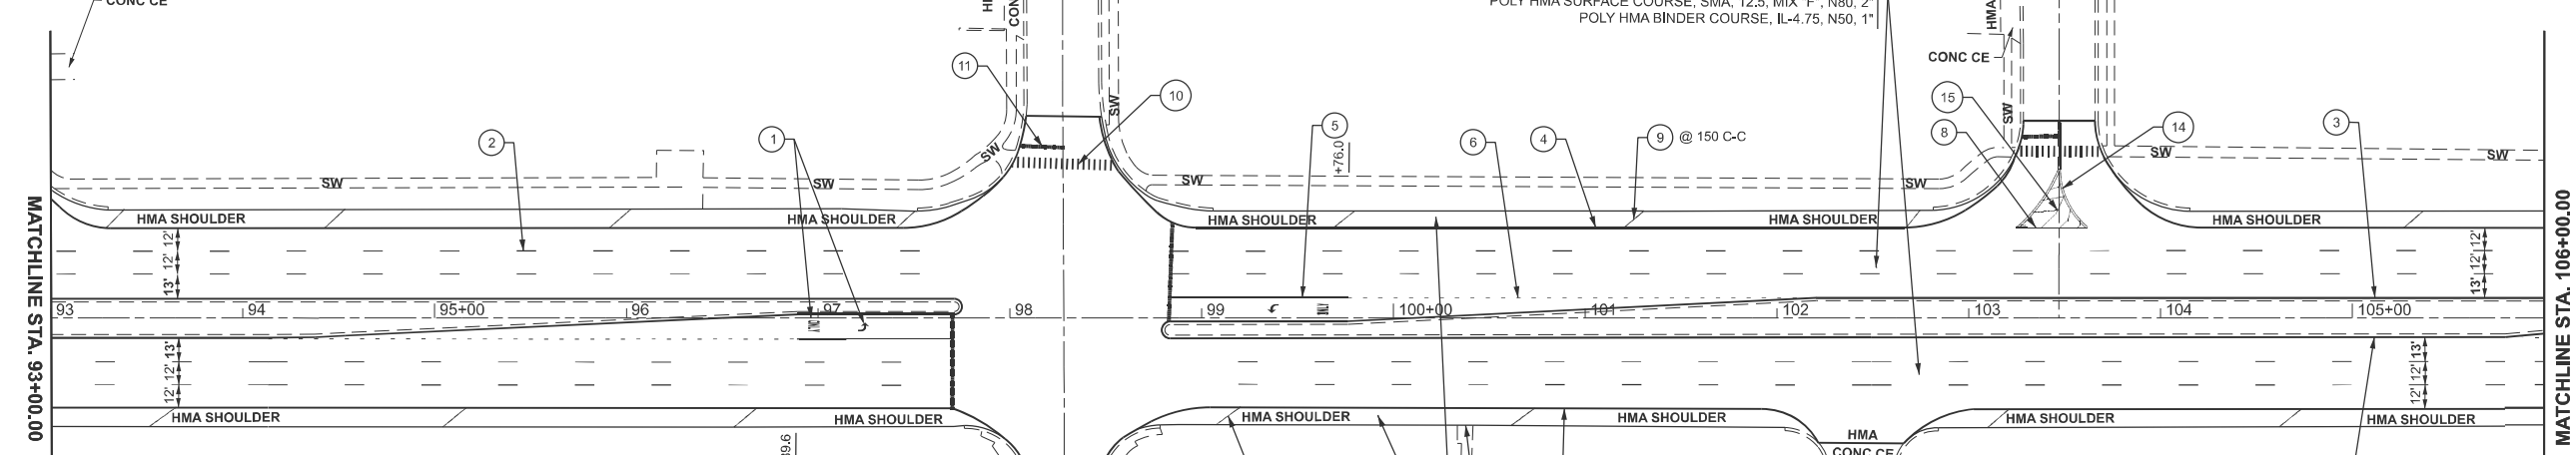 CONC CE
POLY HMA SURFACE COURSE, SMA, 12.5, MIX "F", N80, 2"
POLY HMA BINDER COURSE, IL-4.75, N50, 1"
HMA
CONC CE
11
10
15
8
14
3
5
+76.0
6
4
9 @ 150 C-C
2
1
SW
SW
SW
SW
SW
SW
SW
SW
SW
SW
HMA SHOULDER
HMA SHOULDER
HMA SHOULDER
HMA SHOULDER
HMA SHOULDER
12'
12'
13'
12'
12'
13'
MATCHLINE STA. 93+00.00
MATCHLINE STA. 106+00.00
93
94
95+00
96
97
98
99
100+00
101
102
103
104
105+00
13'
12'
12'
13'
12'
12'
HMA SHOULDER
HMA SHOULDER
HMA SHOULDER
HMA SHOULDER
HMA SHOULDER
HMA SHOULDER
HMA
CONC CE